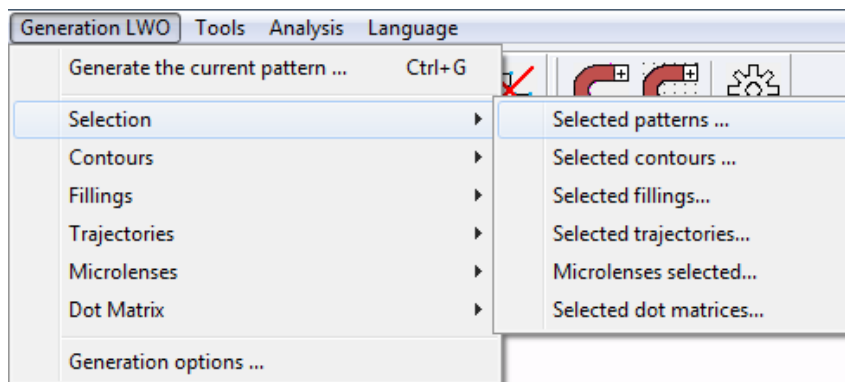 Generation LWO Tools Analysis Language
Generate the current pattern ... Ctrl+G
Selection
Contours
Fillings
Trajectories
Microlenses
Dot Matrix
Generation options ...
Selected patterns ...
Selected contours ...
Selected fillings...
Selected trajectories...
Microlenses selected...
Selected dot matrices...